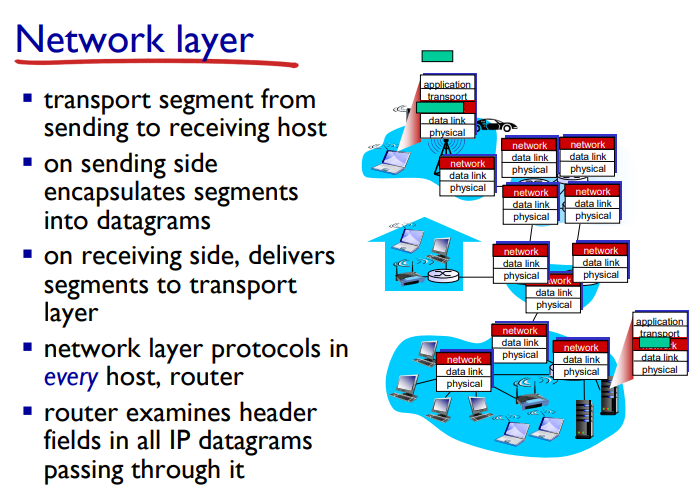 Network layer
transport segment from
sending to receiving host
on sending side
encapsulates segments
into datagrams
on receiving side, delivers
segments to transport
layer
network layer protocols in
every host, router
router examines header
fields in all IP datagrams
passing through it
application
transport
data link
physical
network
data link
physical
network
data link
physical
network
data link
physical
network
data link
physical
network
data link
physical
network
data link
physical
network
data link
physical
data link
physical
application
transport
data link
physical
network
data link
physical
network
data link
physical
network
data link
physical